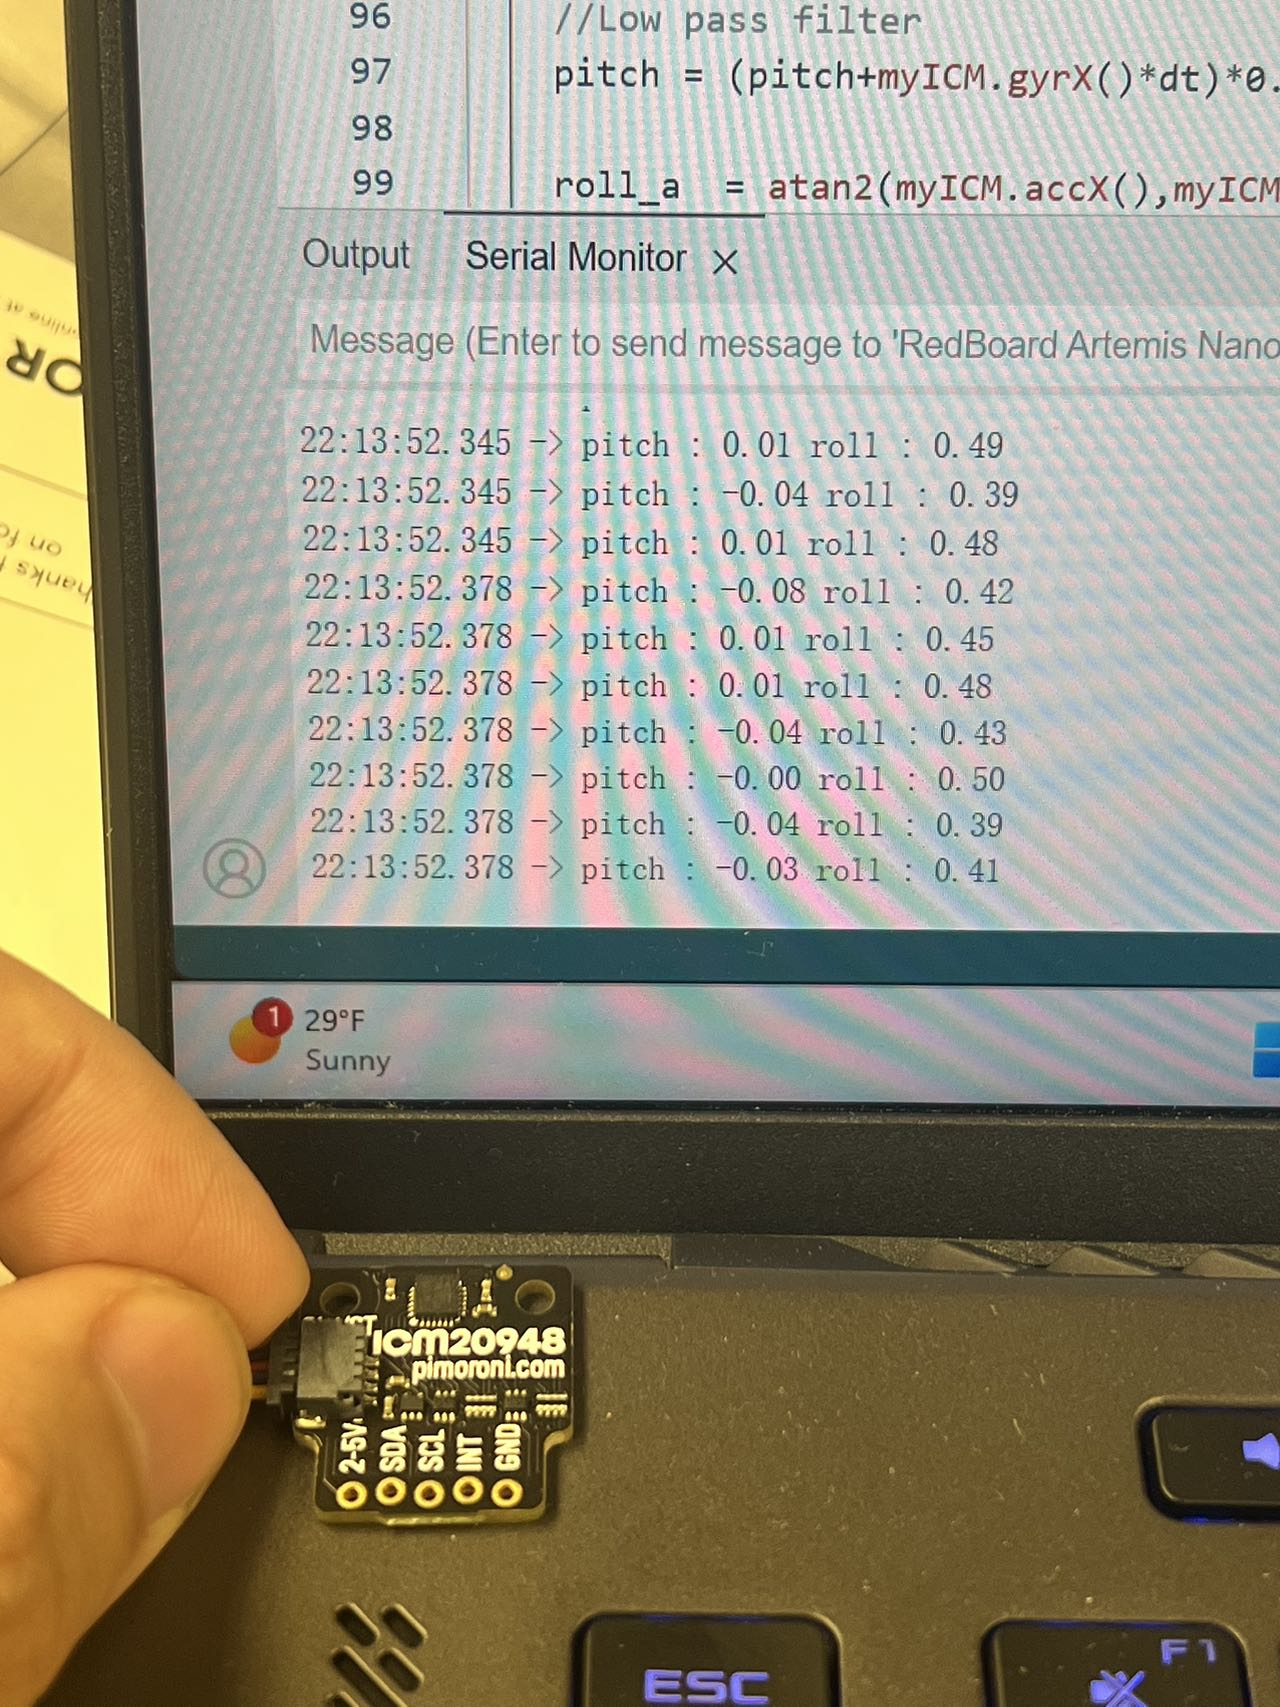 96 //Low pass filter
97 pitch = (pitch+myICM.gyrX()*dt)*0.
98
99 roll_a = atan2(myICM.accX(),myICM
Output Serial Monitor ×
Message (Enter to send message to 'RedBoard Artemis Nano
22:13:52.345 -> pitch : 0.01 roll : 0.49
22:13:52.345 -> pitch : -0.04 roll : 0.39
22:13:52.345 -> pitch : 0.01 roll : 0.48
22:13:52.378 -> pitch : -0.08 roll : 0.42
22:13:52.378 -> pitch : 0.01 roll : 0.45
22:13:52.378 -> pitch : 0.01 roll : 0.48
22:13:52.378 -> pitch : -0.04 roll : 0.43
22:13:52.378 -> pitch : -0.00 roll : 0.50
22:13:52.378 -> pitch : -0.04 roll : 0.39
22:13:52.378 -> pitch : -0.03 roll : 0.41
1
29°F
Sunny
OR
on
ICM20948
pimoroni.com
2-5V
SDA
SCL
INT
GND
ESC
F1